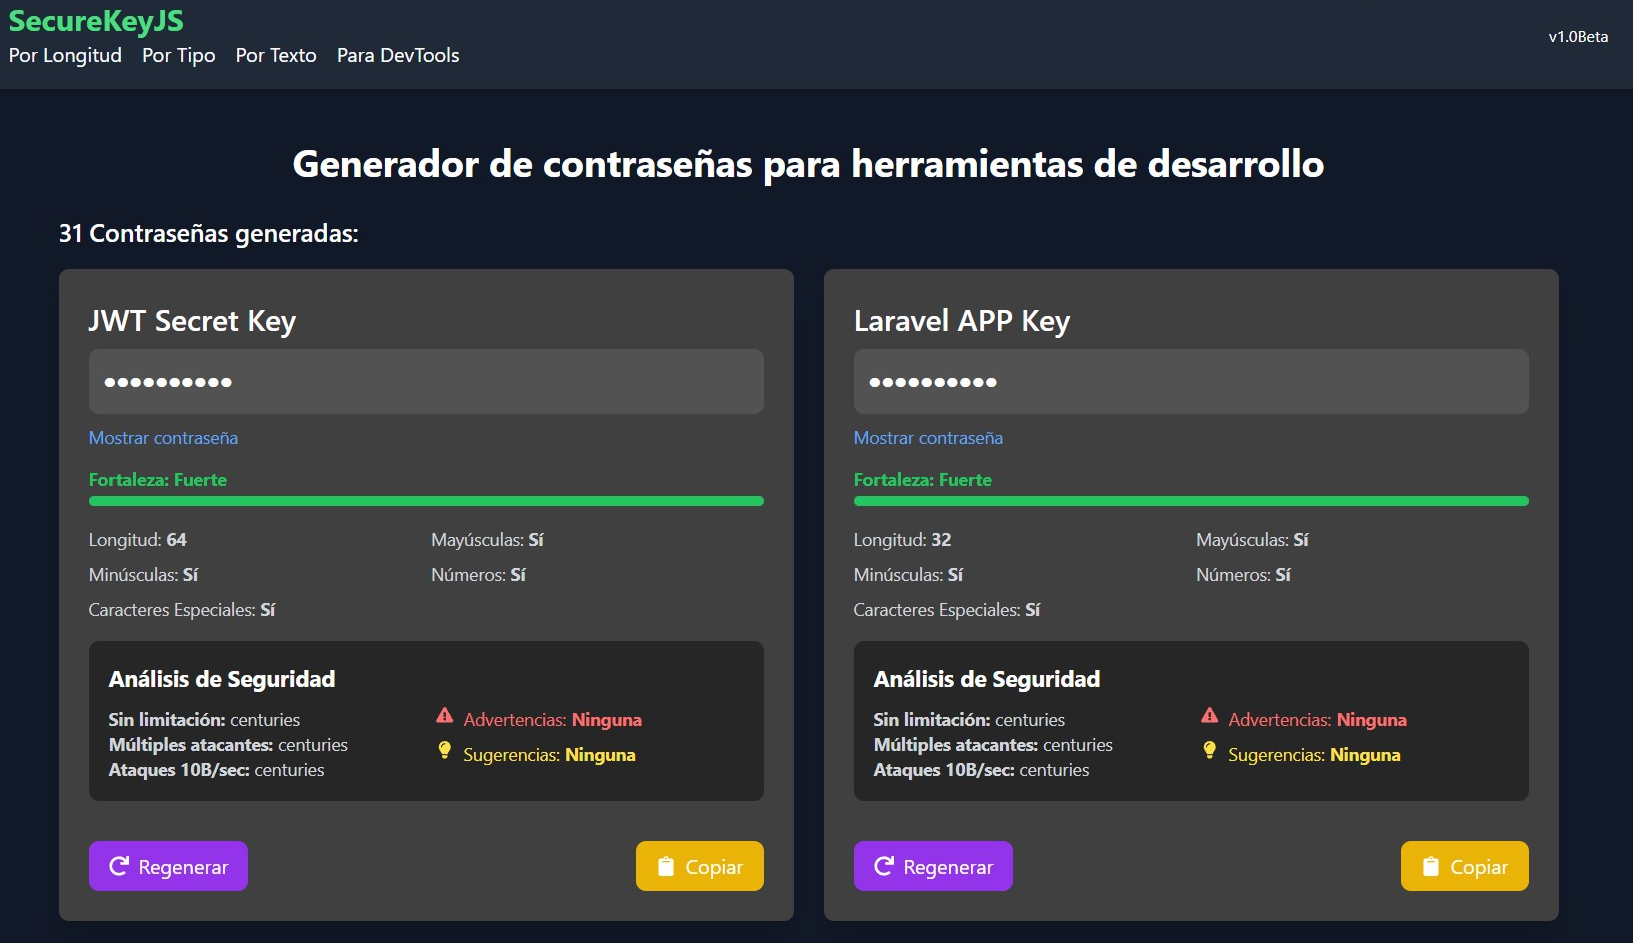 SecureKeyJS
Por Longitud Por Tipo Por Texto Para DevTools
v1.0Beta
Generador de contraseñas para herramientas de desarrollo
31 Contraseñas generadas:
JWT Secret Key
••••••••••
Mostrar contraseña
Fortaleza: Fuerte
Longitud: 64
Mayúsculas: Sí
Minúsculas: Sí
Números: Sí
Caracteres Especiales: Sí
Análisis de Seguridad
Sin limitación: centuries
Múltiples atacantes: centuries
Ataques 10B/sec: centuries
Advertencias: Ninguna
Sugerencias: Ninguna
Regenerar
Copiar
Laravel APP Key
••••••••••
Mostrar contraseña
Fortaleza: Fuerte
Longitud: 32
Mayúsculas: Sí
Minúsculas: Sí
Números: Sí
Caracteres Especiales: Sí
Análisis de Seguridad
Sin limitación: centuries
Múltiples atacantes: centuries
Ataques 10B/sec: centuries
Advertencias: Ninguna
Sugerencias: Ninguna
Regenerar
Copiar